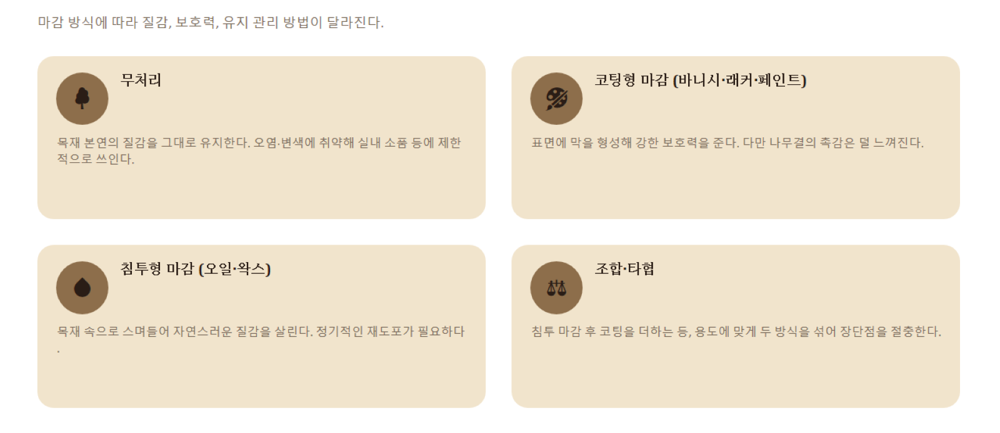 마감 방식에 따라 질감, 보호력, 유지 관리 방법이 달라진다.
무처리
목재 본연의 질감을 그대로 유지한다. 오염·변색에 취약해 실내 소품 등에 제한
적으로 쓰인다.
코팅형 마감 (바니시·래커·페인트)
표면에 막을 형성해 강한 보호력을 준다. 다만 나무결의 촉감은 덜 느껴진다.
침투형 마감 (오일·왁스)
목재 속으로 스며들어 자연스러운 질감을 살린다. 정기적인 재도포가 필요하다
.
조합·타협
침투 마감 후 코팅을 더하는 등, 용도에 맞게 두 방식을 섞어 장단점을 절충한다.